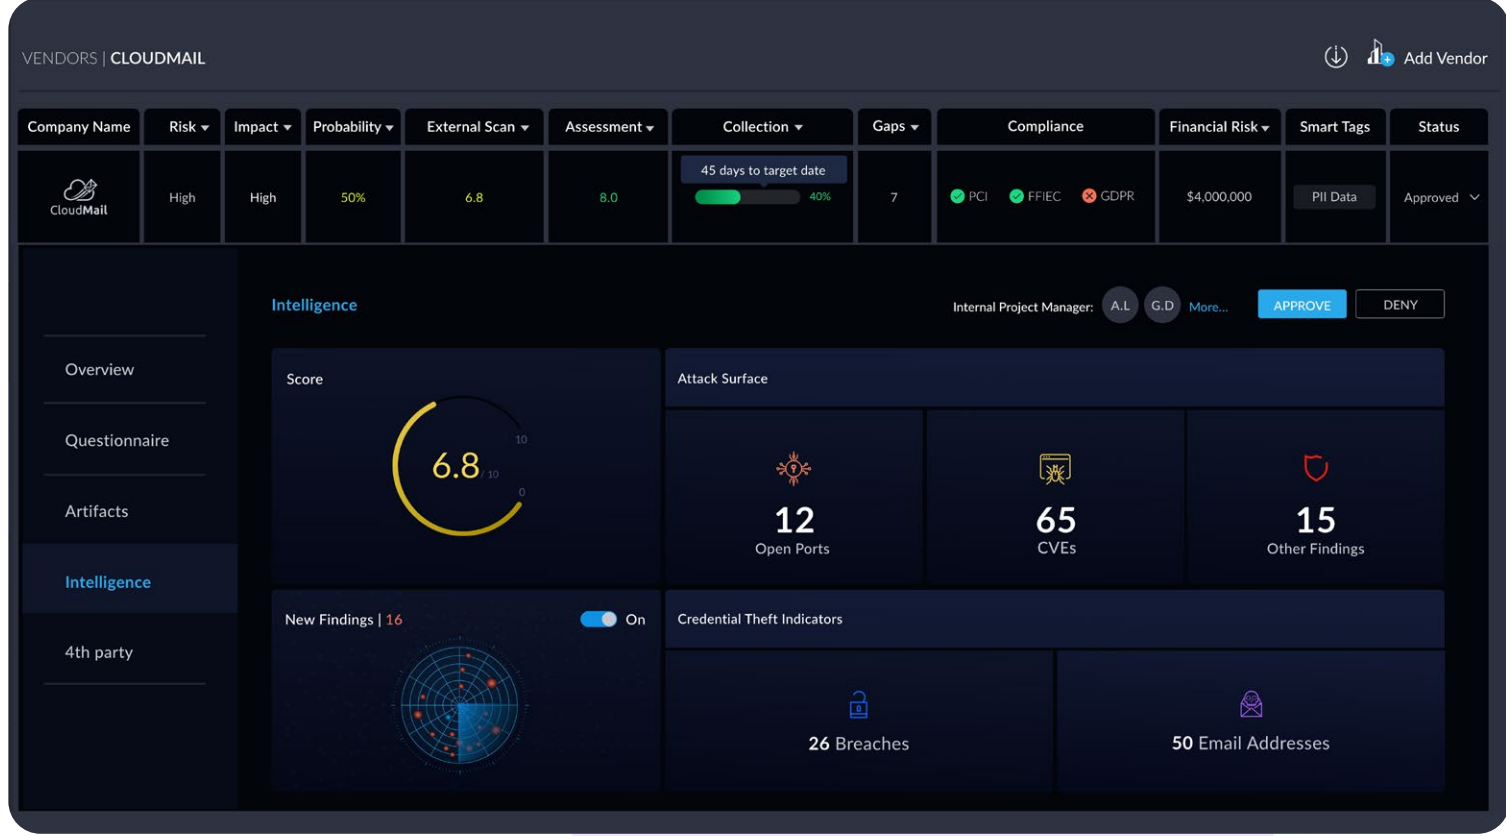 VENDORS | CLOUDMAIL
Add Vendor
Company Name Risk Impact Probability External Scan Assessment Collection Gaps Compliance Financial Risk Smart Tags Status
45 days to target date
CloudMail High High 50% 6.8 8.0 40% 7 PCI FFIEC GDPR $4,000,000 PII Data Approved
Intelligence Internal Project Manager: A.L G.D More... APPROVE DENY
Overview
Questionnaire
Artifacts
Intelligence
4th party
Score
10
6.8 / 10
0
Attack Surface
12 65 15
Open Ports CVEs Other Findings
New Findings | 16 On
Credential Theft Indicators
26 Breaches 50 Email Addresses